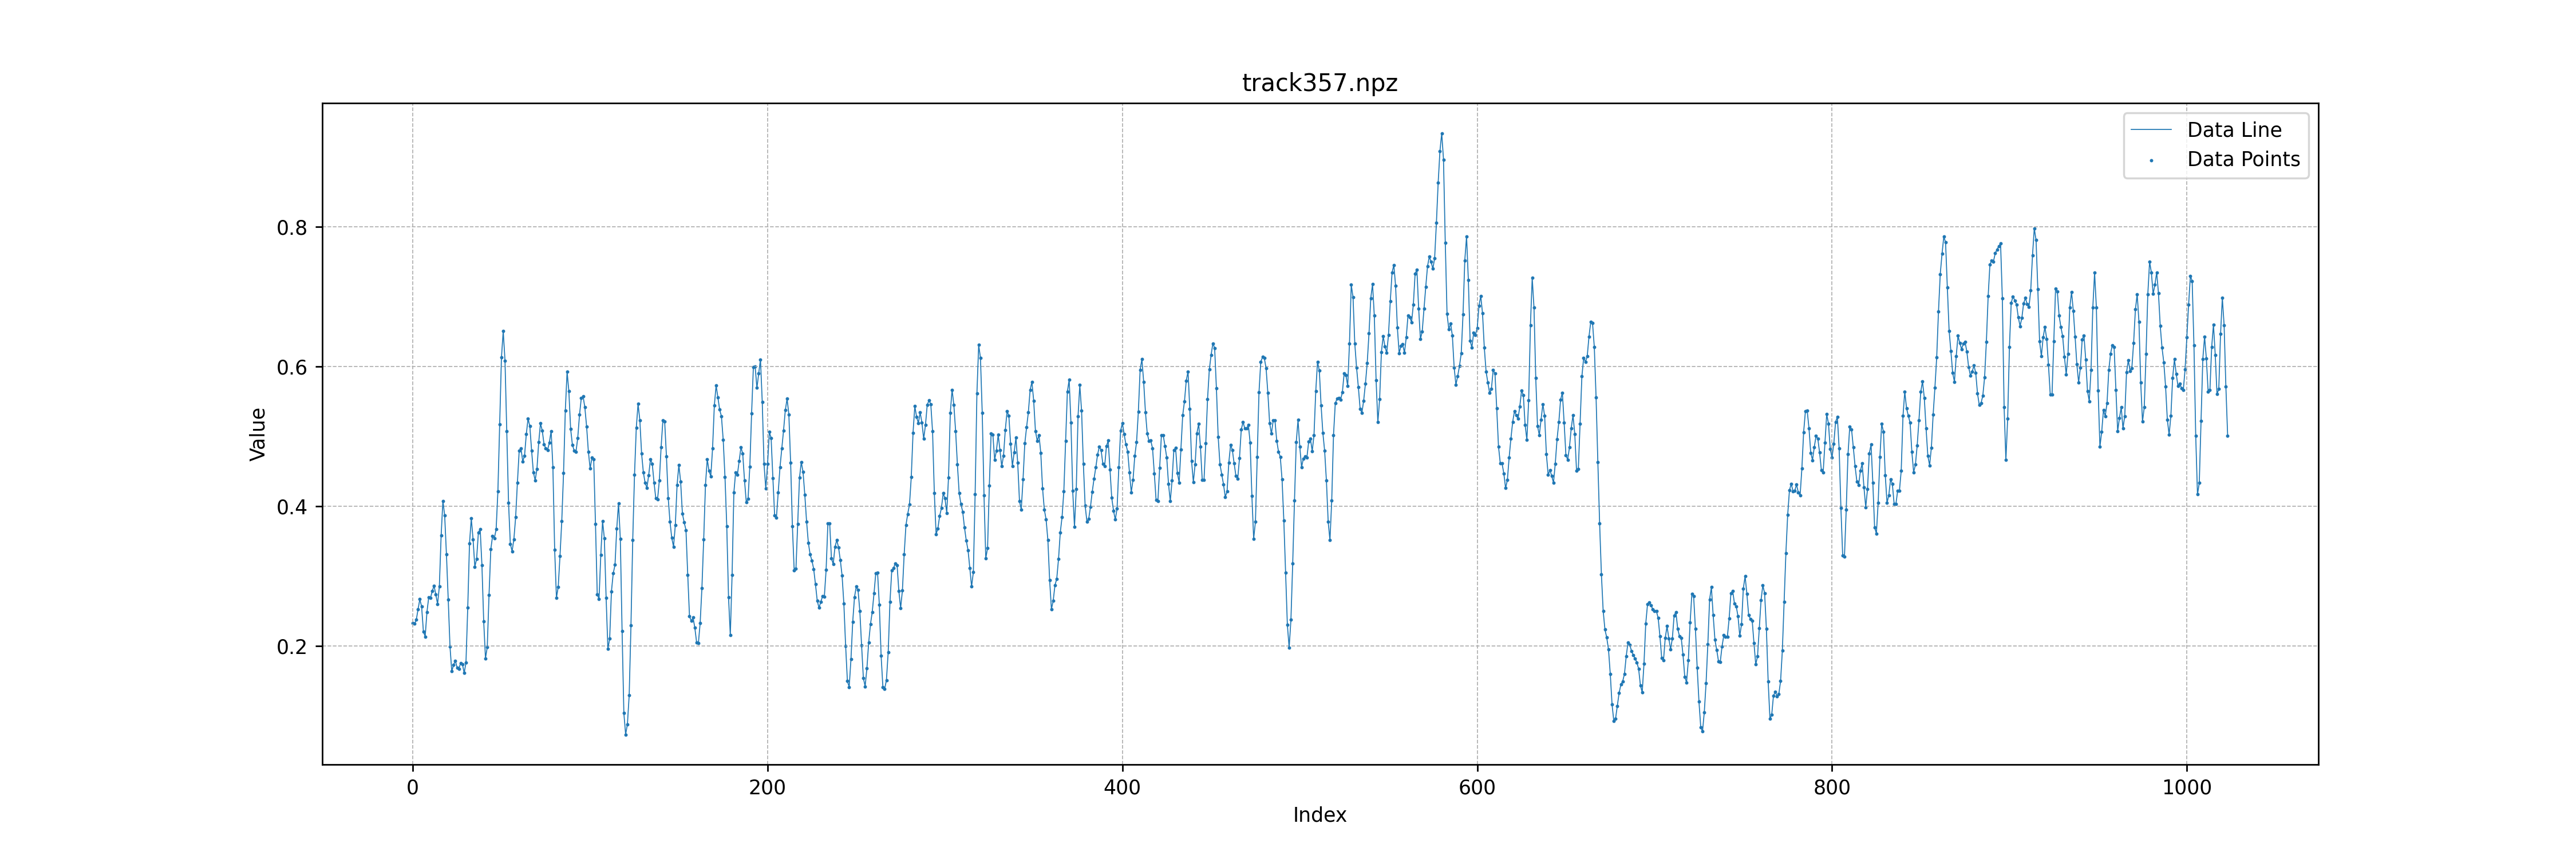 track357.npz
Data Line
Data Points
Value
0.8
0.6
0.4
0.2
0 200 400 600 800 1000
Index